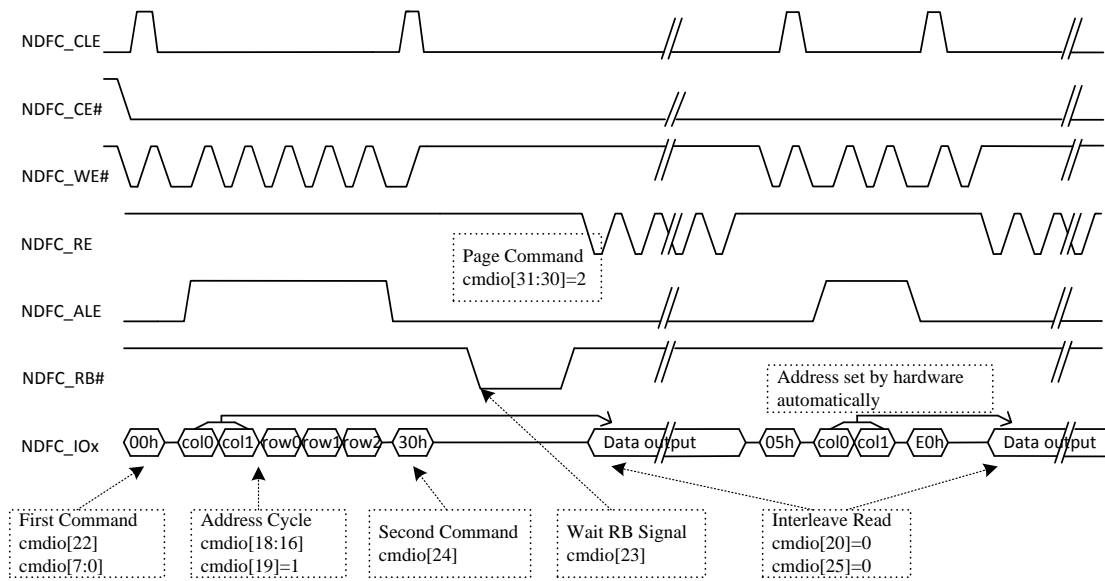 NDFC_CLE
NDFC_CE#
NDFC_WE#
NDFC_RE
Page Command
cmdio[31:30]=2
NDFC_ALE
NDFC_RB#
Address set by hardware
automatically
NDFC_IOx
00h col0 col1 row0 row1 row2 30h Data output 05h col0 col1 E0h Data output
First Command
cmdio[22]
cmdio[7:0]
Address Cycle
cmdio[18:16]
cmdio[19]=1
Second Command
cmdio[24]
Wait RB Signal
cmdio[23]
Interleave Read
cmdio[20]=0
cmdio[25]=0